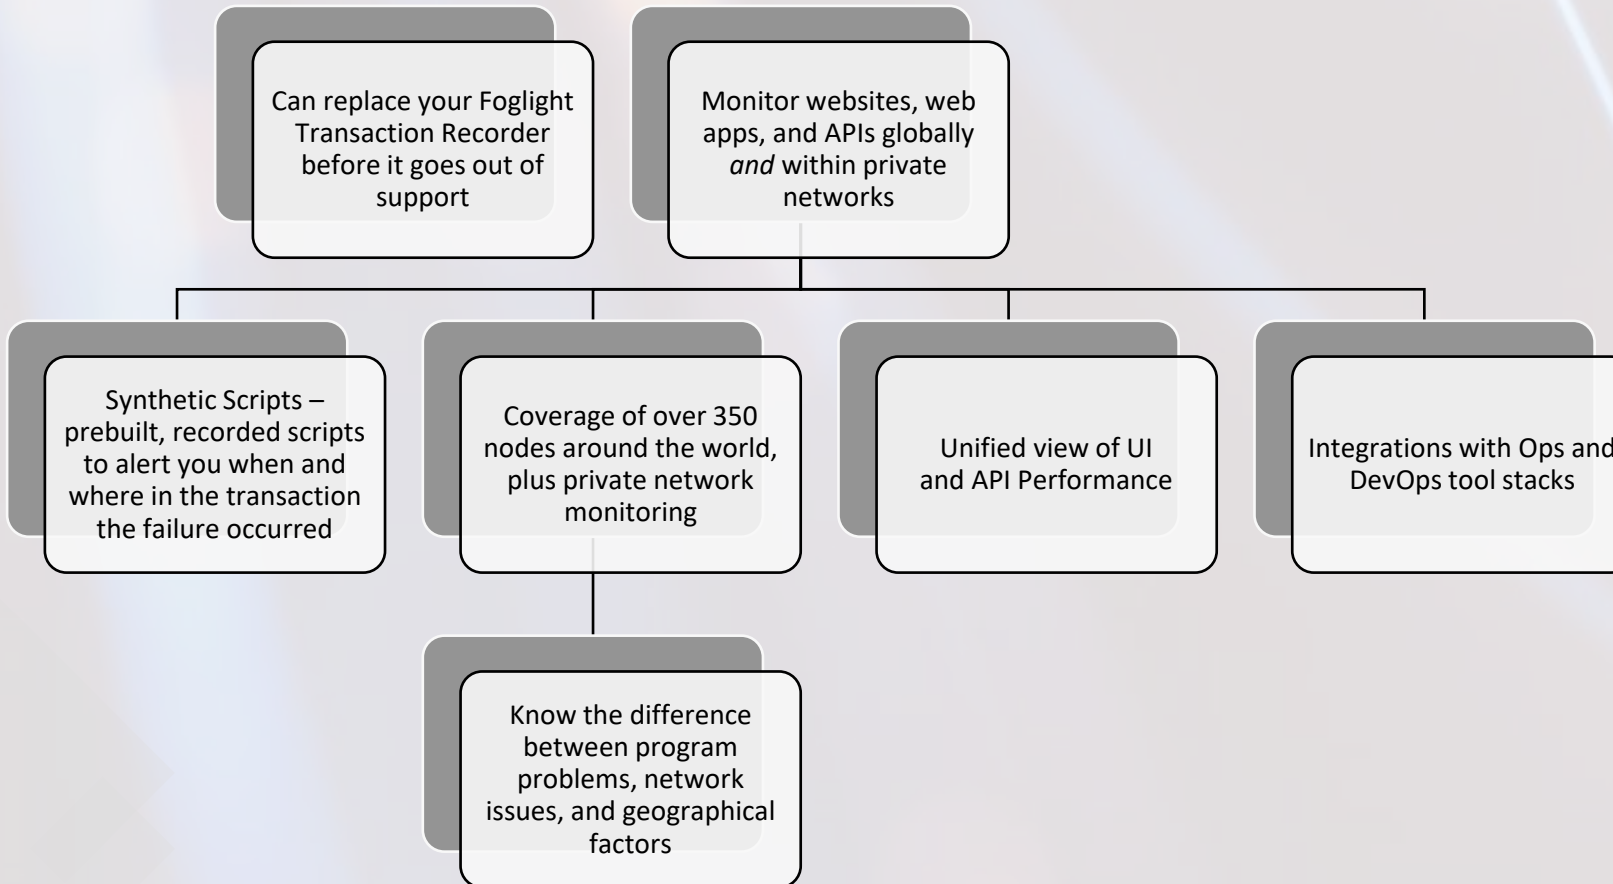 Can replace your Foglight
Transaction Recorder
before it goes out of
support
Monitor websites, web
apps, and APIs globally
and within private
networks
Synthetic Scripts –
prebuilt, recorded scripts
to alert you when and
where in the transaction
the failure occurred
Coverage of over 350
nodes around the world,
plus private network
monitoring
Unified view of UI
and API Performance
Integrations with Ops and
DevOps tool stacks
Know the difference
between program
problems, network
issues, and geographical
factors